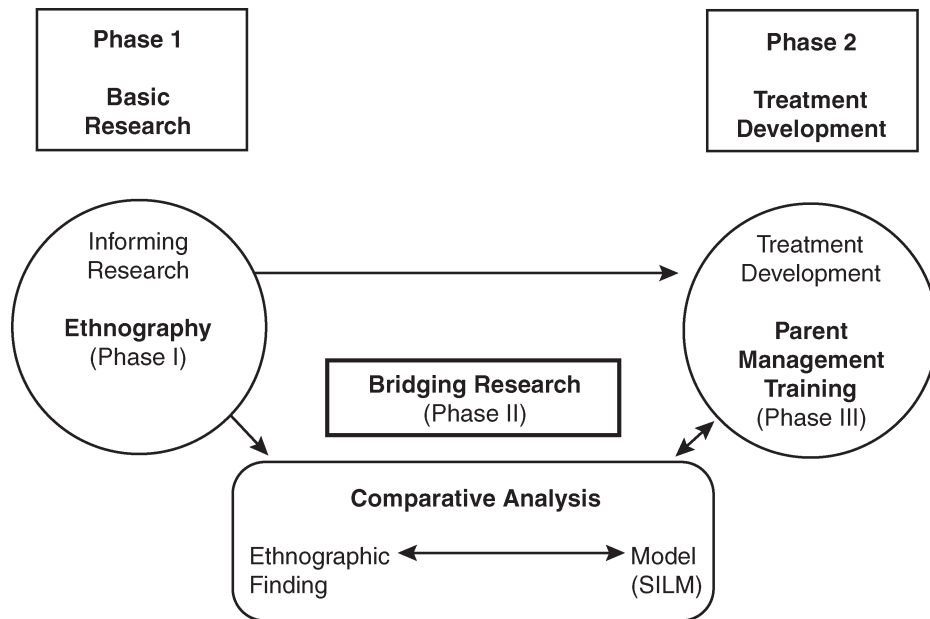 Phase 1
Basic
Research
Phase 2
Treatment
Development
Informing
Research
Ethnography
(Phase I)
Treatment
Development
Parent
Management
Training
(Phase III)
Bridging Research
(Phase II)
Comparative Analysis
Ethnographic
Finding
Model
(SILM)